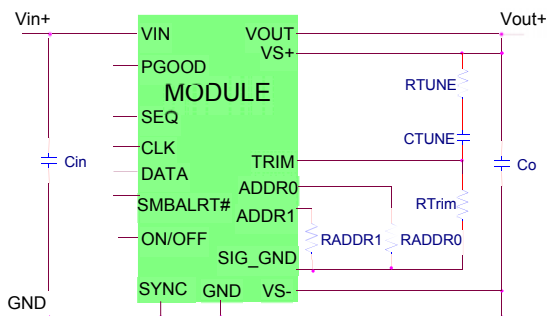 Vin+
Vout+
VIN
VOUT
VS+
PGOOD
MODULE
RTUNE
SEQ
CTUNE
CLK
TRIM
Cin
DATA
Co
ADDR0
SMBALRT#
RTrim
ADDR1
ON/OFF
RADDR1
RADDR0
SIG_GND
SYNC
GND
VS-
GND